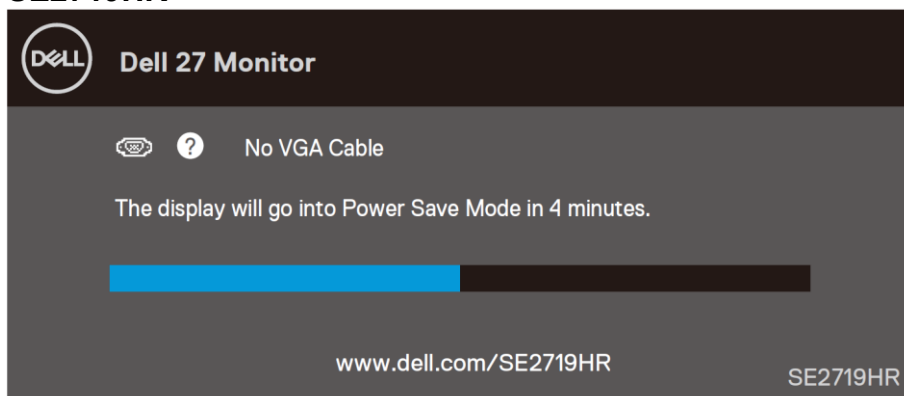 SE2719HR
DELL Dell 27 Monitor
? No VGA Cable
The display will go into Power Save Mode in 4 minutes.
www.dell.com/SE2719HR
SE2719HR